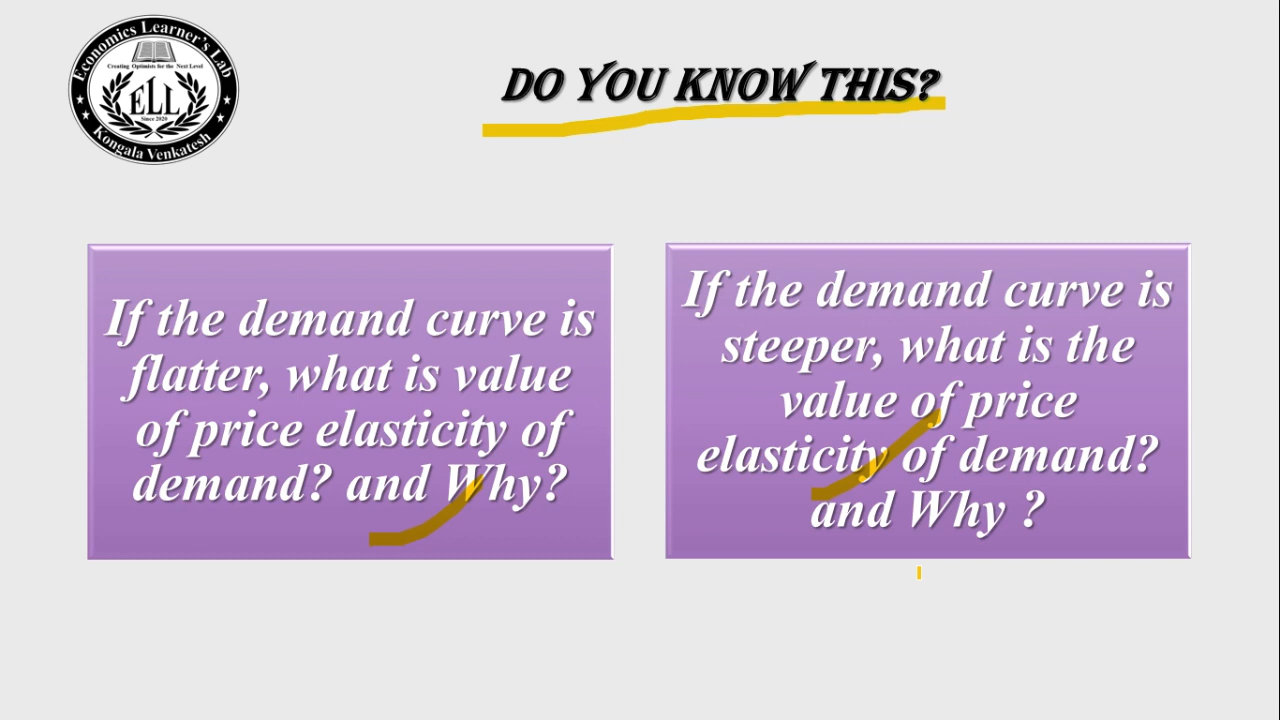 Economics Learner's Lab
Creating Optimists for the Next Level
ELL
Since 2020
Kongala Venkatesh
DO YOU KNOW THIS?
If the demand curve is
flatter, what is value
of price elasticity of
demand? and Why?
If the demand curve is
steeper, what is the
value of price
elasticity of demand?
and Why ?